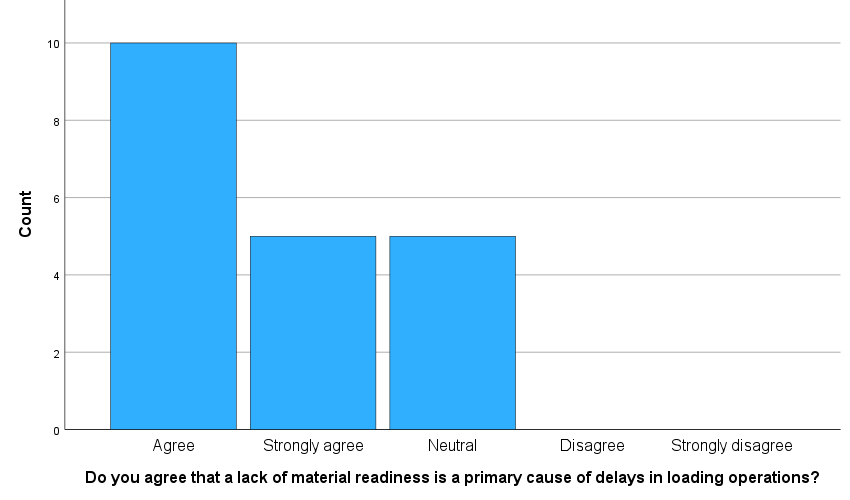 Count
10
8
6
4
2
0
Agree Strongly agree Neutral Disagree Strongly disagree
Do you agree that a lack of material readiness is a primary cause of delays in loading operations?